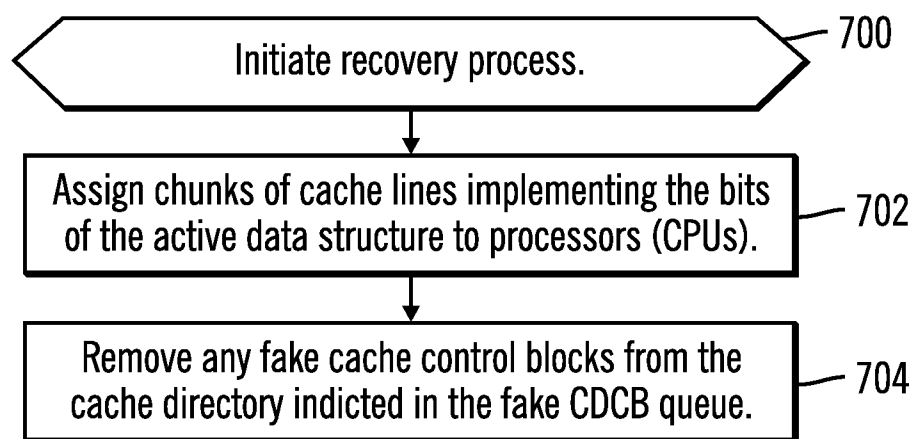 Initiate recovery process.
700
Assign chunks of cache lines implementing the bits
of the active data structure to processors (CPUs).
702
Remove any fake cache control blocks from the
cache directory indicted in the fake CDCB queue.
704